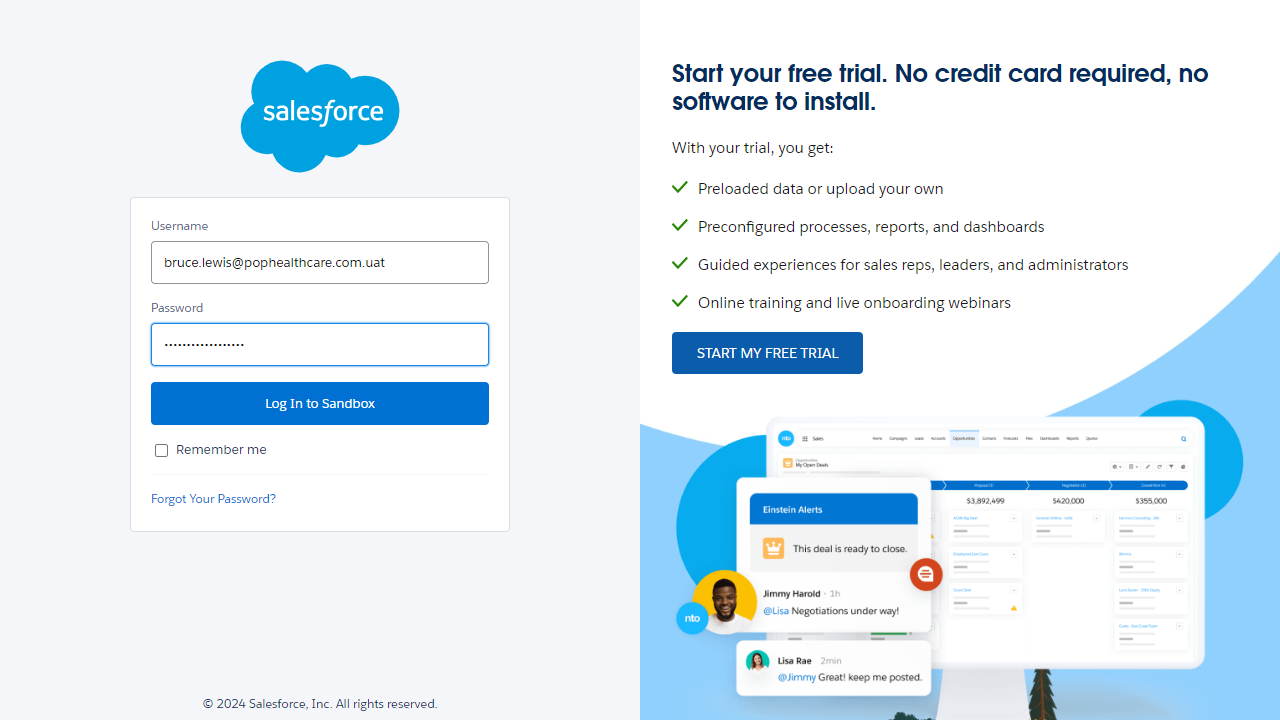 salesforce
Username
bruce.lewis@pophealthcare.com.uat
Password
••••••••••••••••••
Log In to Sandbox
Remember me
Forgot Your Password?
© 2024 Salesforce, Inc. All rights reserved.
Start your free trial. No credit card required, no
software to install.
With your trial, you get:
Preloaded data or upload your own
Preconfigured processes, reports, and dashboards
Guided experiences for sales reps, leaders, and administrators
Online training and live onboarding webinars
START MY FREE TRIAL
nto
Sales
Home Campaigns Leads Accounts Opportunities Contacts Forecasts Files Dashboards Reports Quotes
Opportunities
My Open Deals
$3,892,499 $420,000 $355,000
Einstein Alerts
This deal is ready to close.
Jimmy Harold · 1h
@Lisa Negotiations under way!
nto
Lisa Rae 2min
@Jimmy Great! keep me posted.